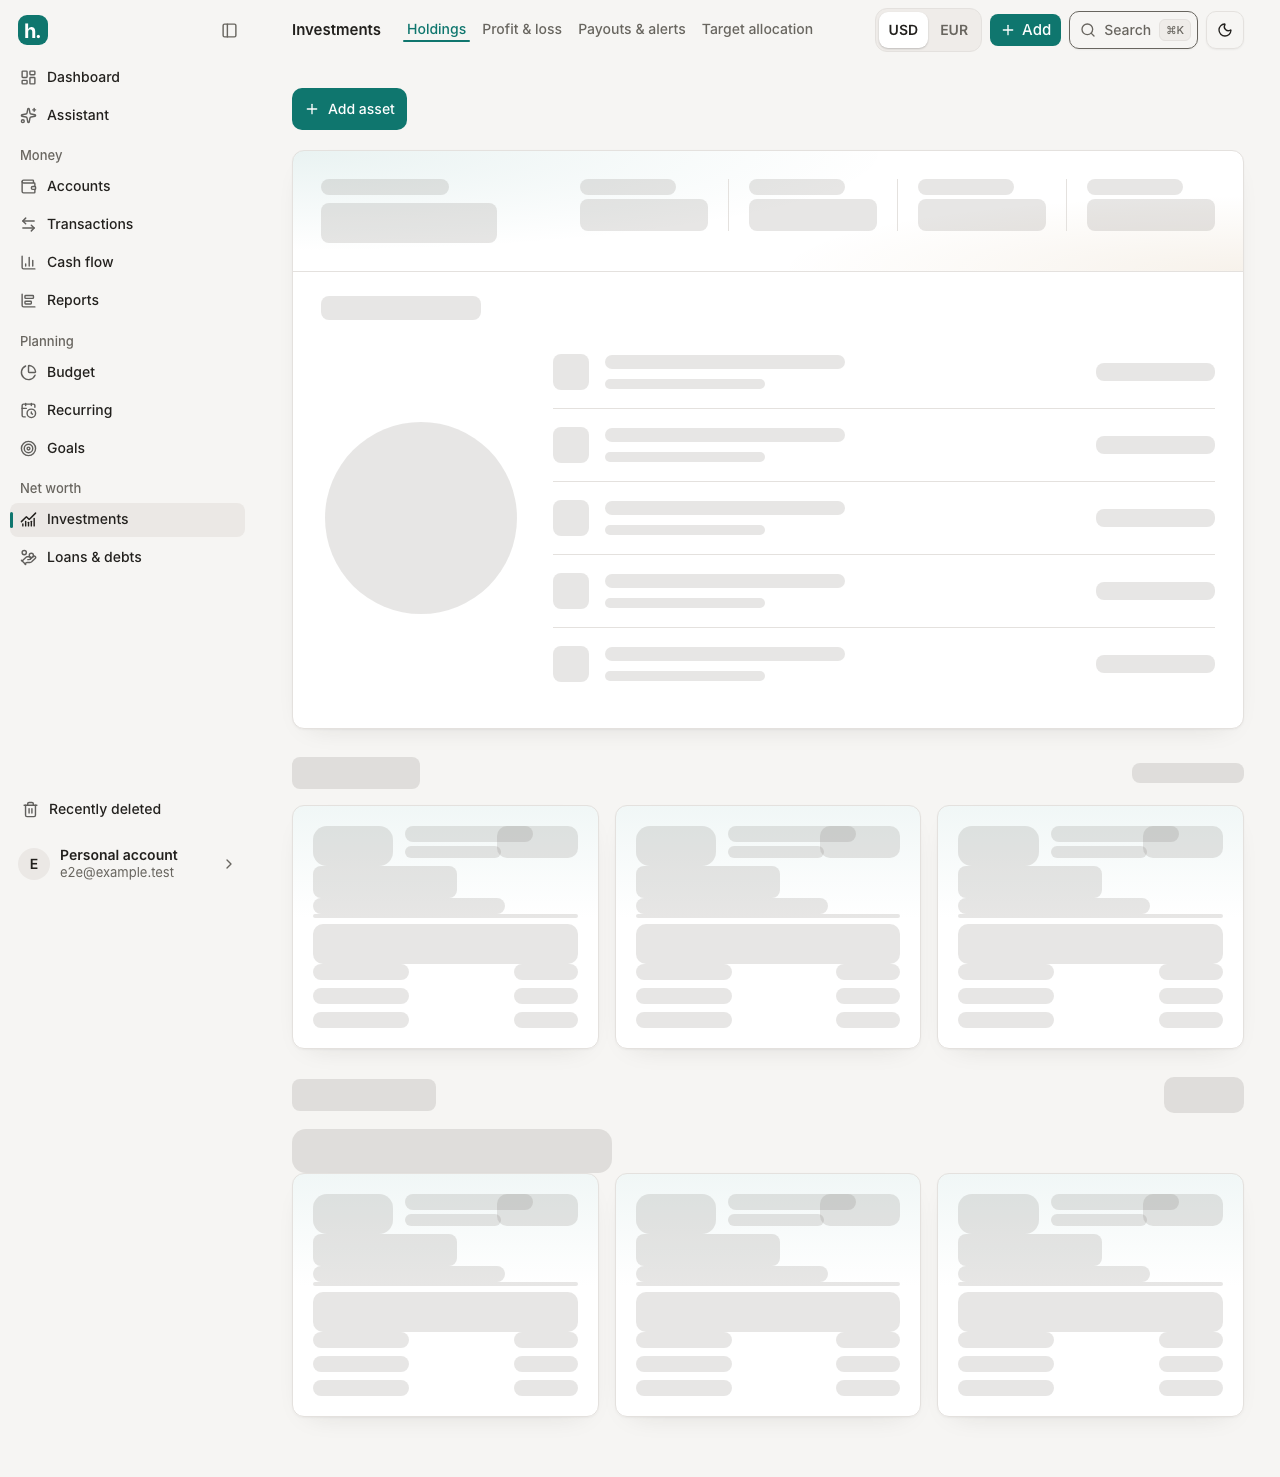 h.
Investments
Holdings
Profit & loss
Payouts & alerts
Target allocation
USD
EUR
Add
Search
⌘K
Dashboard
Assistant
Money
Accounts
Transactions
Cash flow
Reports
Planning
Budget
Recurring
Goals
Net worth
Investments
Loans & debts
Recently deleted
E
Personal account
e2e@example.test
Add asset